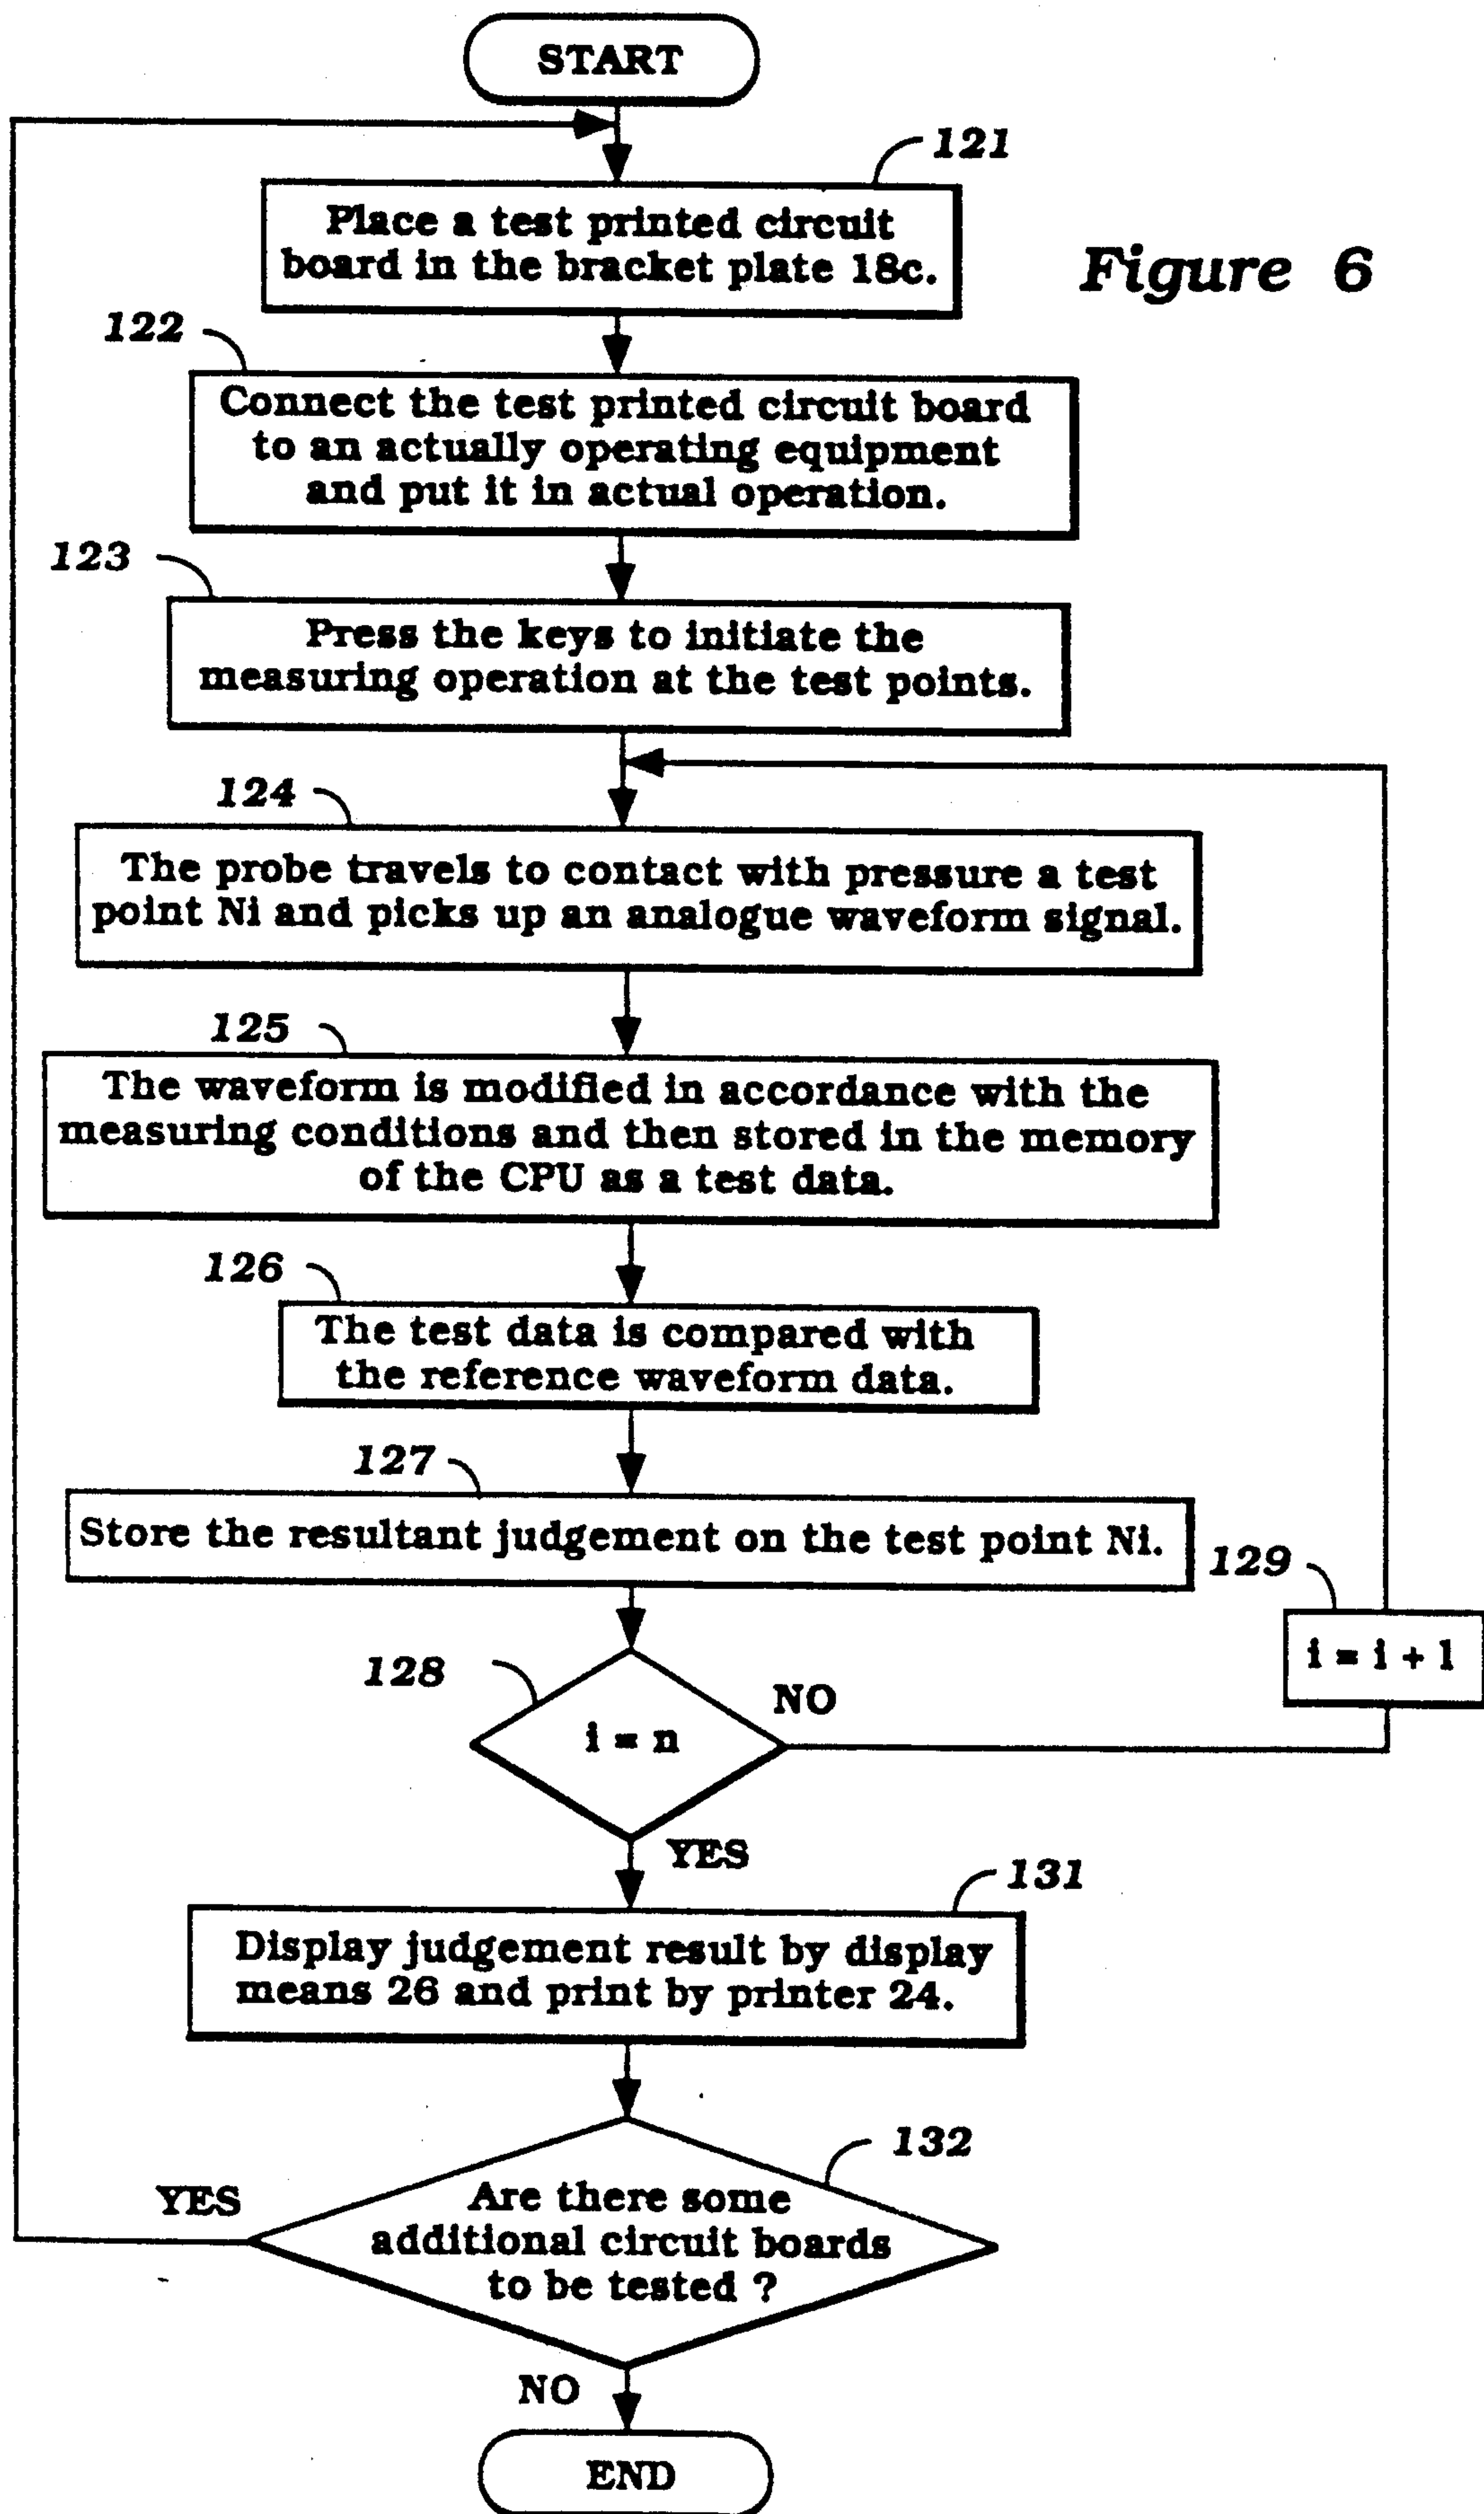 START
121
Place a test printed circuit
board in the bracket plate 18c.
Figure 6
122
Connect the test printed circuit board
to an actually operating equipment
and put it in actual operation.
123
Press the keys to initiate the
measuring operation at the test points.
124
The probe travels to contact with pressure a test
point Ni and picks up an analogue waveform signal.
125
The waveform is modified in accordance with the
measuring conditions and then stored in the memory
of the CPU as a test data.
126
The test data is compared with
the reference waveform data.
127
Store the resultant judgement on the test point Ni.
129
i = i + 1
128
i = n
NO
YES
131
Display judgement result by display
means 26 and print by printer 24.
132
Are there some
additional circuit boards
to be tested ?
YES
NO
END